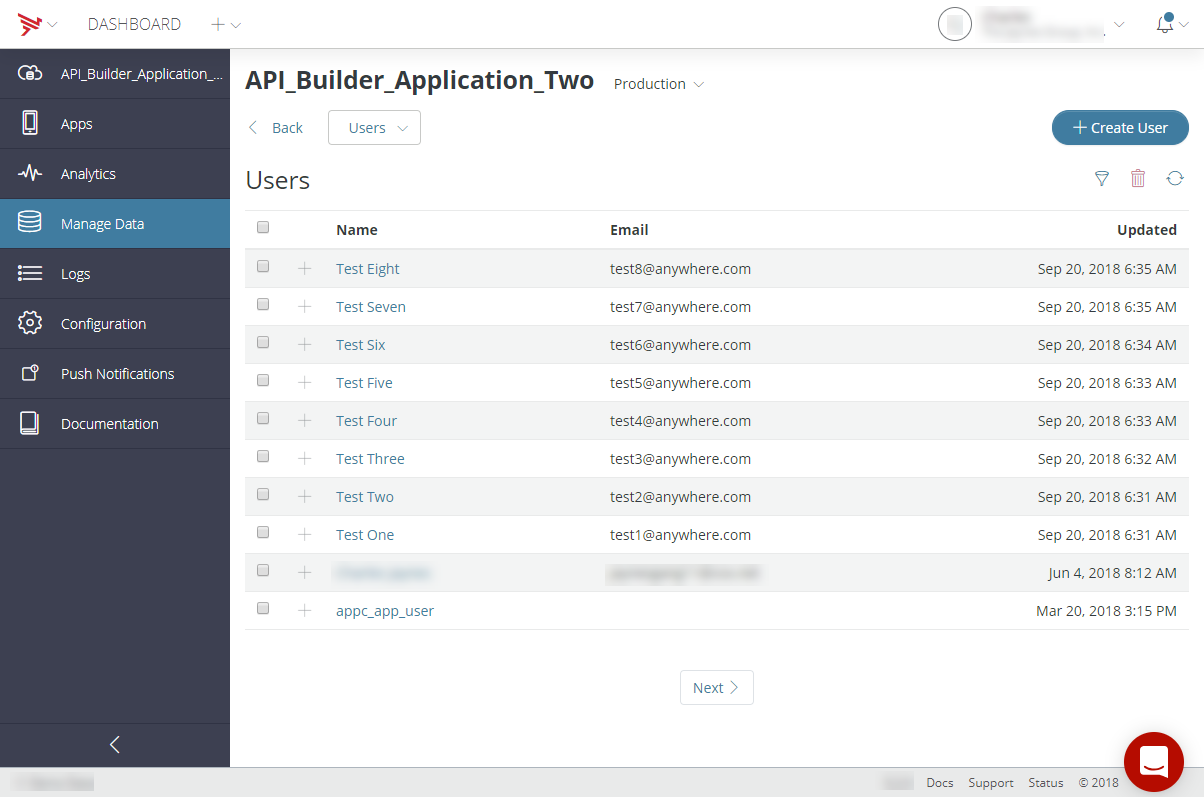 DASHBOARD
API_Builder_Application_...
Apps
Analytics
Manage Data
Logs
Configuration
Push Notifications
Documentation
API_Builder_Application_Two Production
Back Users Create User
Users
Name Email Updated
Test Eight test8@anywhere.com Sep 20, 2018 6:35 AM
Test Seven test7@anywhere.com Sep 20, 2018 6:35 AM
Test Six test6@anywhere.com Sep 20, 2018 6:34 AM
Test Five test5@anywhere.com Sep 20, 2018 6:33 AM
Test Four test4@anywhere.com Sep 20, 2018 6:33 AM
Test Three test3@anywhere.com Sep 20, 2018 6:32 AM
Test Two test2@anywhere.com Sep 20, 2018 6:31 AM
Test One test1@anywhere.com Sep 20, 2018 6:31 AM
Jun 4, 2018 8:12 AM
appc_app_user Mar 20, 2018 3:15 PM
Next
Docs Support Status © 2018